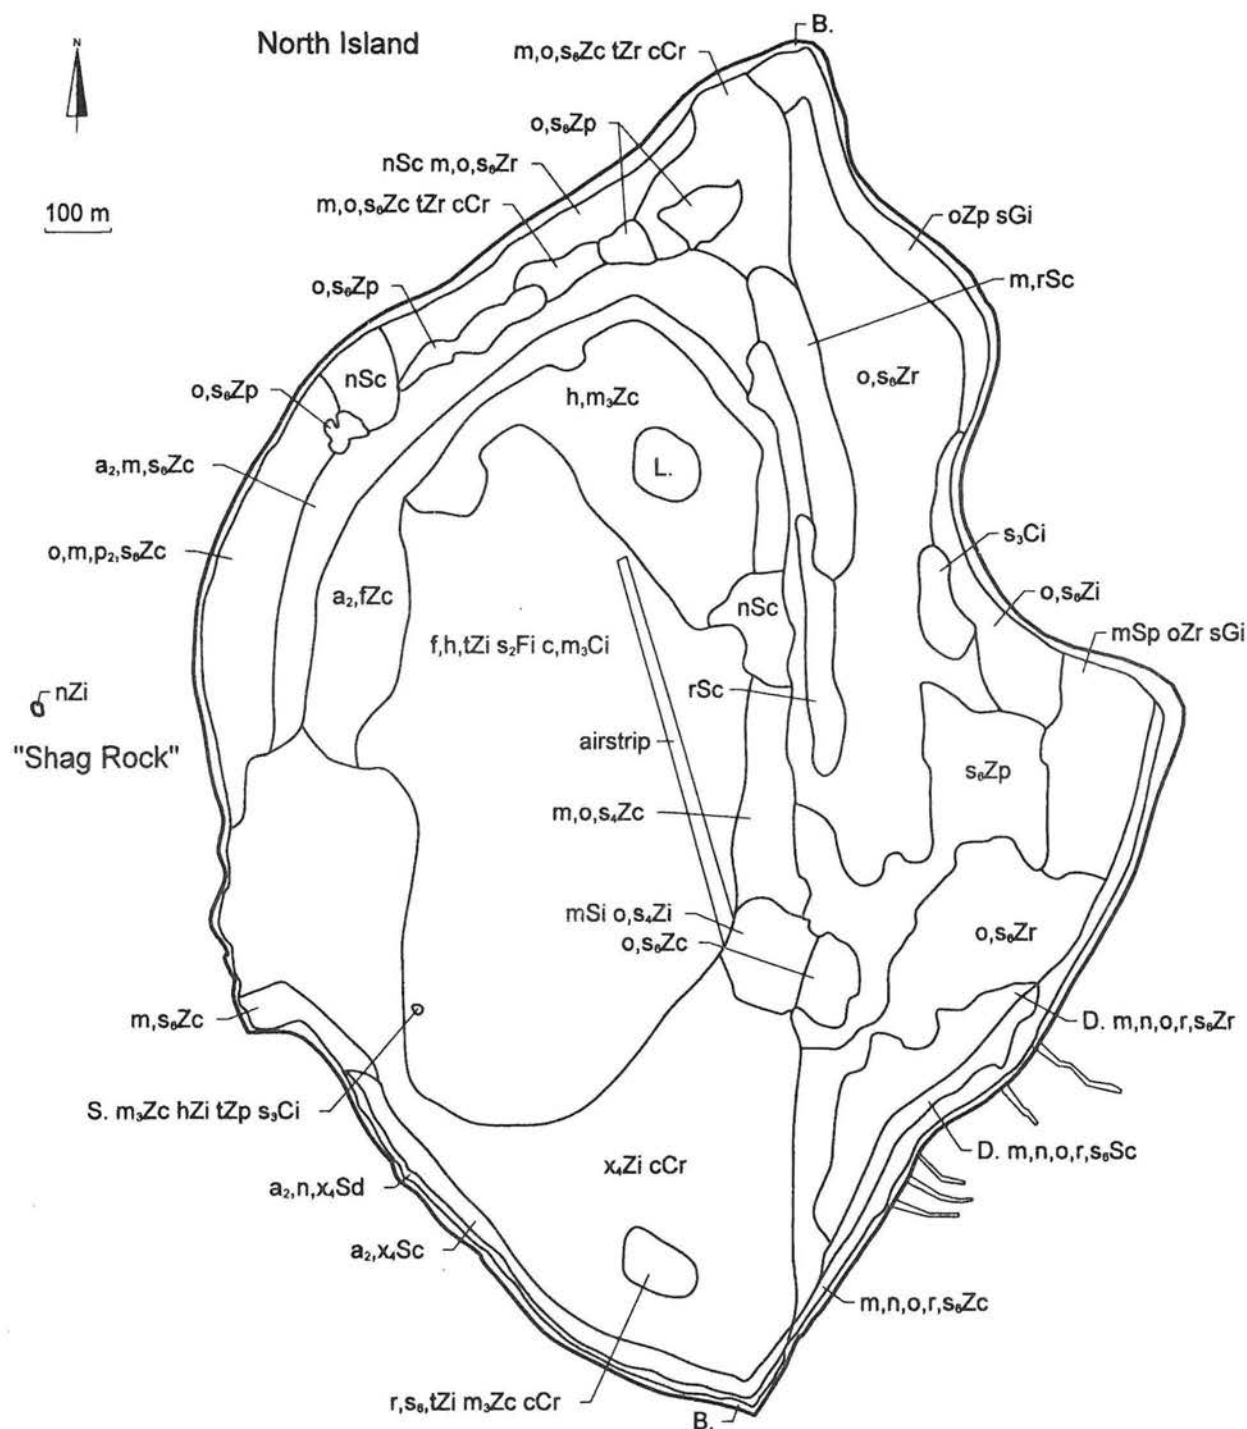 B.
North Island
m,o,s₆Zc tZr cCr
N
o,s₆Zp
nSc m,o,s₆Zr
m,o,s₆Zc tZr cCr
100 m
oZp sGi
m,rSc
o,s₆Zp
nSc
o,s₆Zr
o,s₆Zp
h,m₃Zc
a₂,m,s₆Zc
L.
s₃Ci
o,m,p₂,s₆Zc
o,s₆Zi
a₂,fZc
nSc
mSp oZr sGi
f,h,tZi s₂Fi c,m₃Ci
nZi
rSc
"Shag Rock"
airstrip
s₆Zp
m,o,s₄Zc
mSi o,s₄Zi
o,s₆Zc
o,s₆Zr
m,s₆Zc
D. m,n,o,r,s₆Zr
S. m₃Zc hZi tZp s₃Ci
D. m,n,o,r,s₆Sc
x₄Zi cCr
a₂,n,x₄Sd
a₂,x₄Sc
m,n,o,r,s₆Zc
r,s₆,tZi m₃Zc cCr
B.